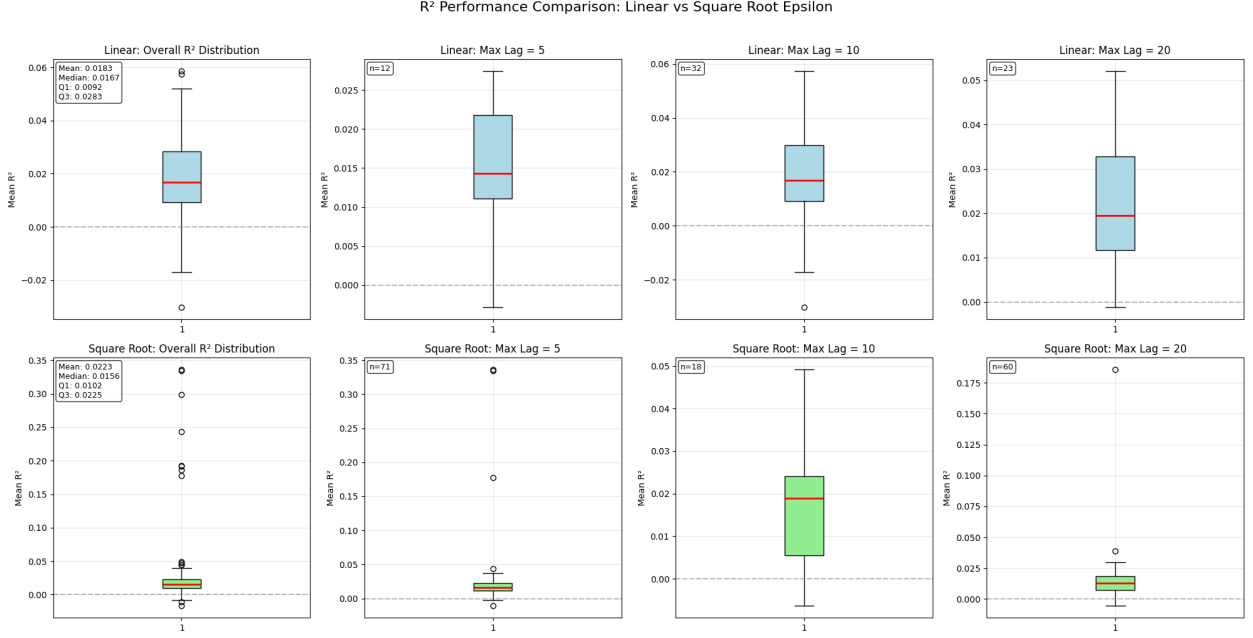 R² Performance Comparison: Linear vs Square Root Epsilon
Linear: Overall R² Distribution
Mean: 0.0183
Median: 0.0167
Q1: 0.0092
Q3: 0.0283
0.06
0.04
0.02
0.00
−0.02
Mean R²
1
Linear: Max Lag = 5
n=12
0.025
0.020
0.015
0.010
0.005
0.000
Mean R²
1
Linear: Max Lag = 10
n=32
0.06
0.04
0.02
0.00
−0.02
Mean R²
1
Linear: Max Lag = 20
n=23
0.05
0.04
0.03
0.02
0.01
0.00
Mean R²
1
Square Root: Overall R² Distribution
Mean: 0.0223
Median: 0.0156
Q1: 0.0102
Q3: 0.0225
0.35
0.30
0.25
0.20
0.15
0.10
0.05
0.00
Mean R²
1
Square Root: Max Lag = 5
n=71
0.35
0.30
0.25
0.20
0.15
0.10
0.05
0.00
Mean R²
1
Square Root: Max Lag = 10
n=18
0.05
0.04
0.03
0.02
0.01
0.00
Mean R²
1
Square Root: Max Lag = 20
n=60
0.175
0.150
0.125
0.100
0.075
0.050
0.025
0.000
Mean R²
1